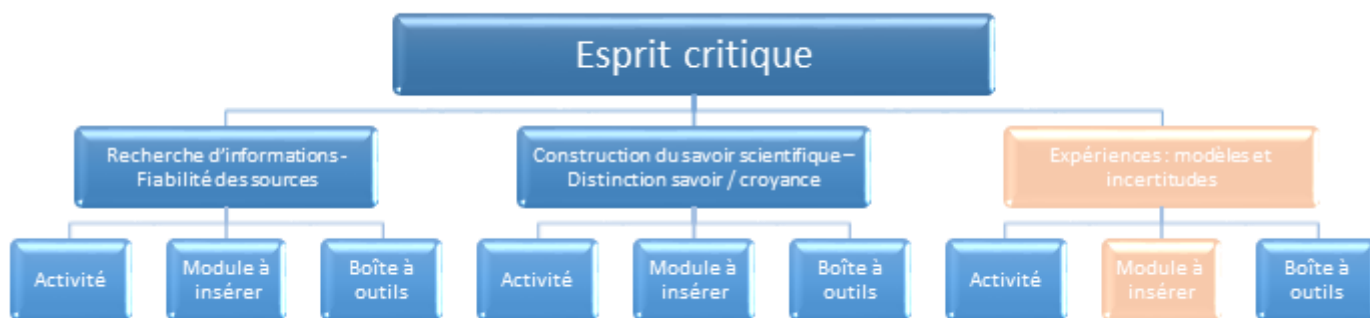 Esprit critique
Recherche d'informations -
Fiabilité des sources
Construction du savoir scientifique –
Distinction savoir / croyance
Expériences : modèles et
incertitudes
Activité
Module à
insérer
Boîte à
outils
Activité
Module à
insérer
Boîte à
outils
Activité
Module à
insérer
Boîte à
outils